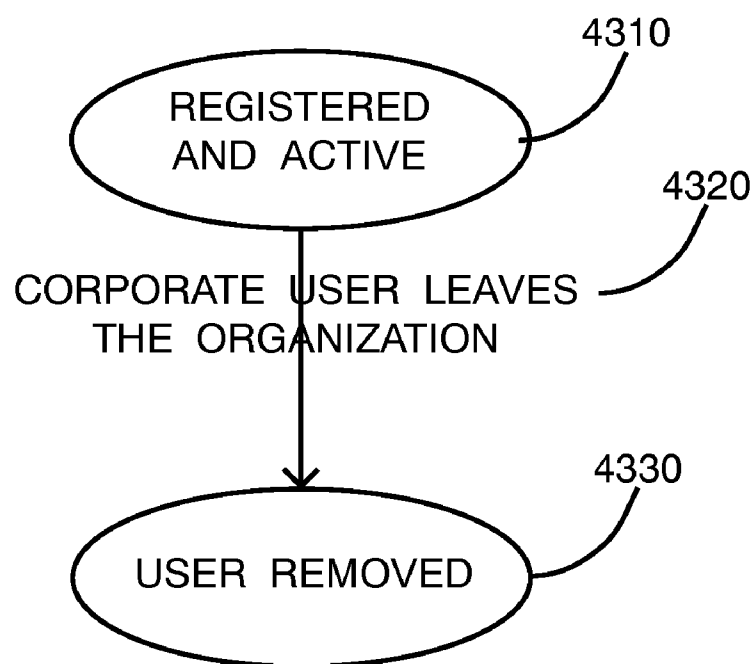 4310
REGISTERED
AND ACTIVE
4320
CORPORATE USER LEAVES
THE ORGANIZATION
4330
USER REMOVED